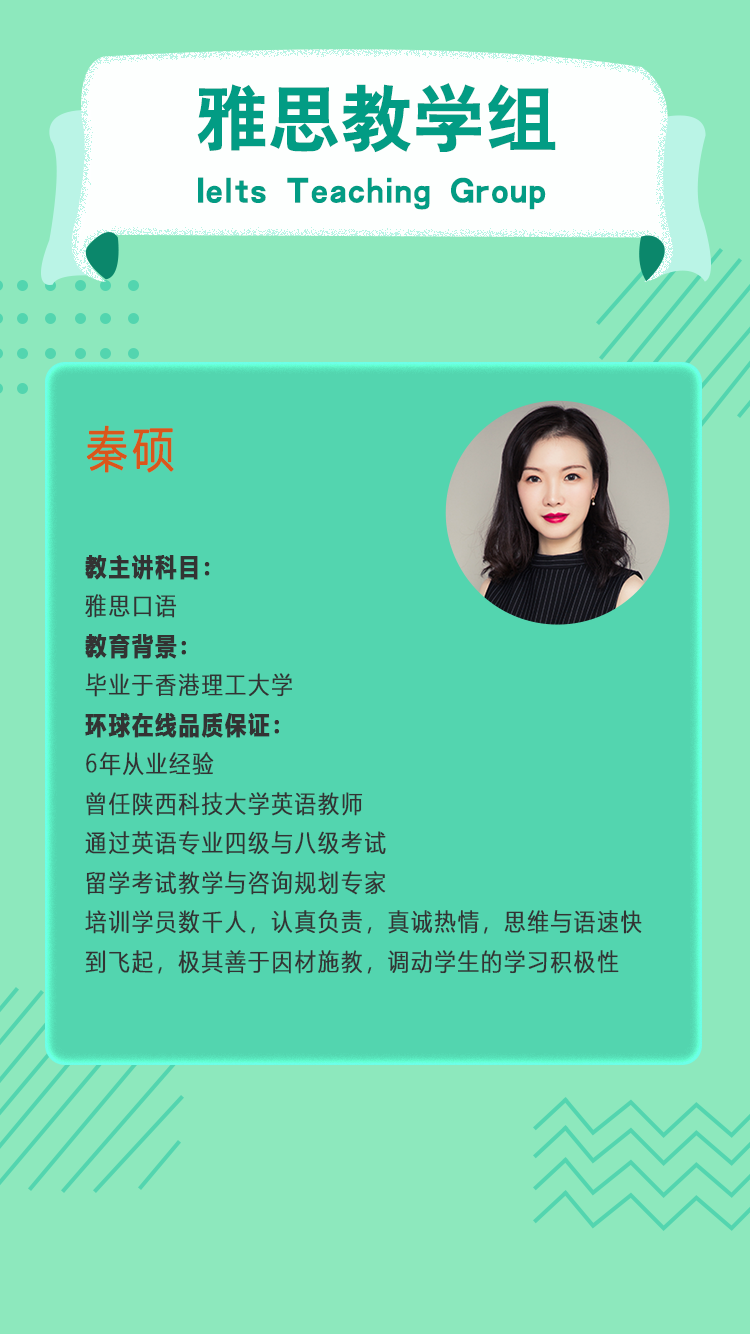 雅思教学组
Ielts Teaching Group
秦硕
教主讲科目：
雅思口语
教育背景：
毕业于香港理工大学
环球在线品质保证：
6年从业经验
曾任陕西科技大学英语教师
通过英语专业四级与八级考试
留学考试教学与咨询规划专家
培训学员数千人，认真负责，真诚热情，思维与语速快
到飞起，极其善于因材施教，调动学生的学习积极性